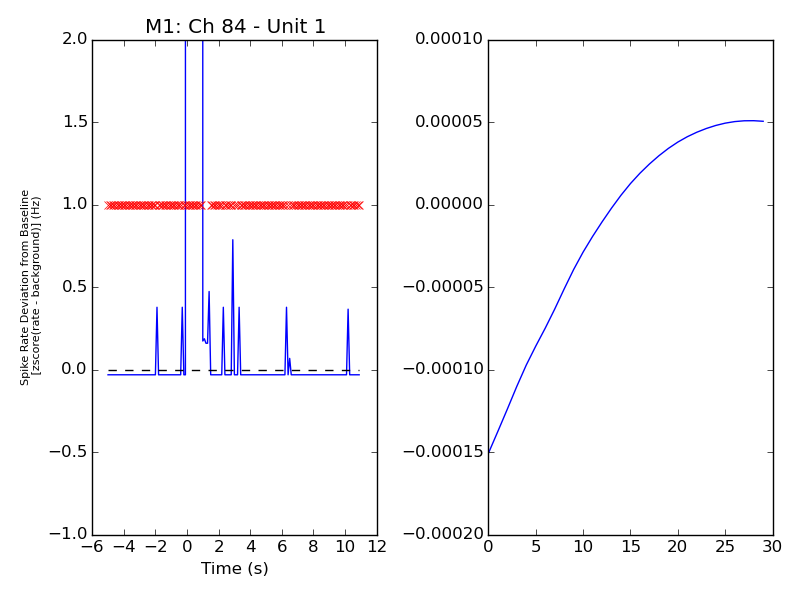 M1: Ch 84 - Unit 1
2.0
1.5
1.0
0.5
0.0
−0.5
−1.0
−6 −4 −2 0 2 4 6 8 10 12
Time (s)
Spike Rate Deviation from Baseline
[zscore(rate - background)] (Hz)
0.00010
0.00005
0.00000
−0.00005
−0.00010
−0.00015
−0.00020
0 5 10 15 20 25 30